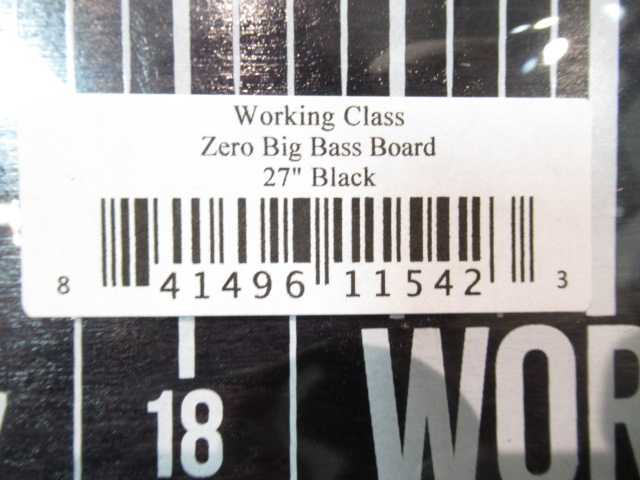 Working Class
Zero Big Bass Board
27" Black
8 41496 11542 3
18 WOR